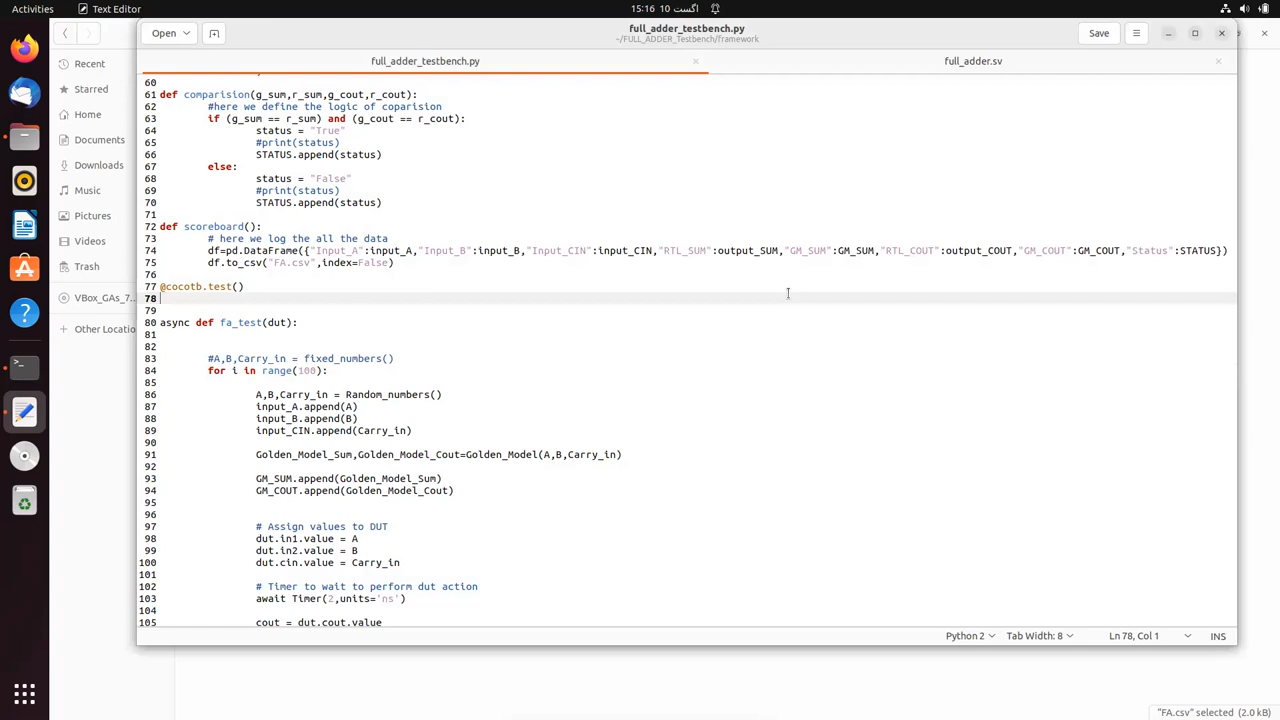 Activities
Text Editor
15:16 10 اگست
Open
full_adder_testbench.py
~/FULL_ADDER_Testbench/framework
Save
full_adder_testbench.py
full_adder.sv
Recent
Starred
Home
Documents
Downloads
Music
Pictures
Videos
Trash
VBox_GAs_7..
Other Locatio
60
61 def comparision(g_sum,r_sum,g_cout,r_cout):
62 #here we define the logic of coparision
63 if (g_sum == r_sum) and (g_cout == r_cout):
64 status = "True"
65 #print(status)
66 STATUS.append(status)
67 else:
68 status = "False"
69 #print(status)
70 STATUS.append(status)
71
72 def scoreboard():
73 # here we log the all the data
74 df=pd.DataFrame({"Input_A":input_A,"Input_B":input_B,"Input_CIN":input_CIN,"RTL_SUM":output_SUM,"GM_SUM":GM_SUM,"RTL_COUT":output_COUT,"GM_COUT":GM_COUT,"Status":STATUS})
75 df.to_csv("FA.csv",index=False)
76
77 @cocotb.test()
78
79
80 async def fa_test(dut):
81
82
83 #A,B,Carry_in = fixed_numbers()
84 for i in range(100):
85
86 A,B,Carry_in = Random_numbers()
87 input_A.append(A)
88 input_B.append(B)
89 input_CIN.append(Carry_in)
90
91 Golden_Model_Sum,Golden_Model_Cout=Golden_Model(A,B,Carry_in)
92
93 GM_SUM.append(Golden_Model_Sum)
94 GM_COUT.append(Golden_Model_Cout)
95
96
97 # Assign values to DUT
98 dut.in1.value = A
99 dut.in2.value = B
100 dut.cin.value = Carry_in
101
102 # Timer to wait to perform dut action
103 await Timer(2,units='ns')
104
105 cout = dut.cout.value
Python 2
Tab Width: 8
Ln 78, Col 1
INS
"FA.csv" selected (2.0 kB)